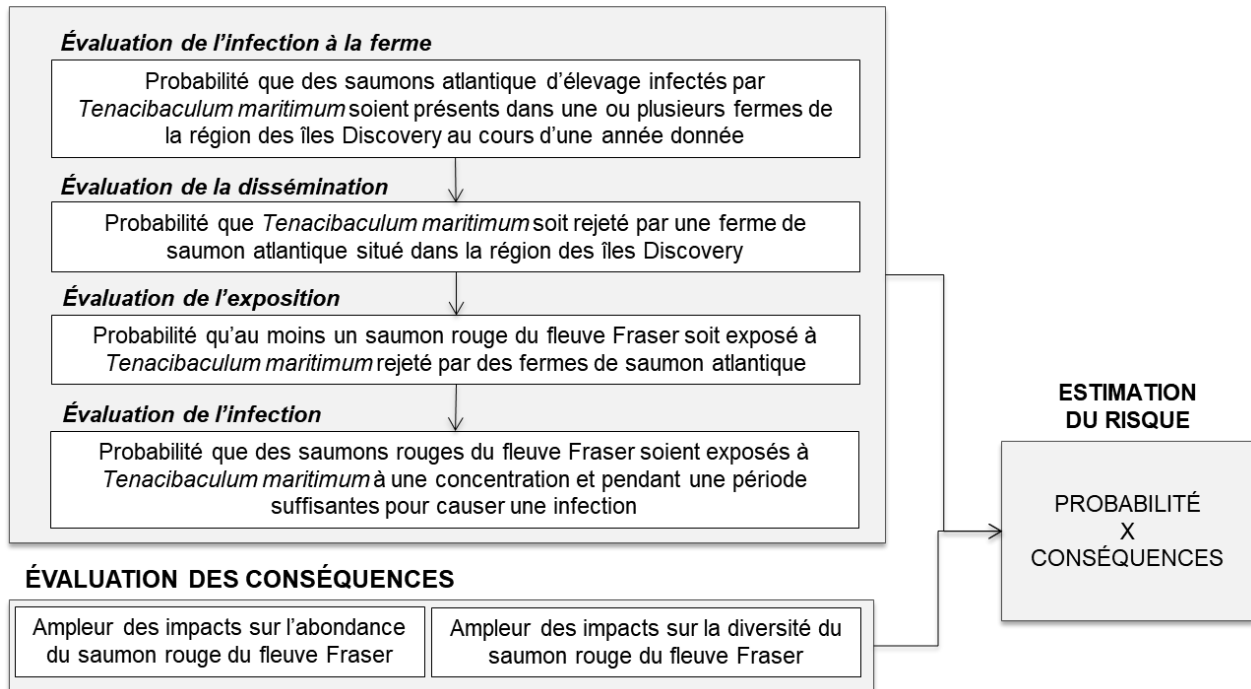 Évaluation de l'infection à la ferme
Probabilité que des saumons atlantique d'élevage infectés par
Tenacibaculum maritimum soient présents dans une ou plusieurs fermes de
la région des îles Discovery au cours d'une année donnée
Évaluation de la dissémination
Probabilité que Tenacibaculum maritimum soit rejeté par une ferme de
saumon atlantique situé dans la région des îles Discovery
Évaluation de l'exposition
Probabilité qu'au moins un saumon rouge du fleuve Fraser soit exposé à
Tenacibaculum maritimum rejeté par des fermes de saumon atlantique
Évaluation de l'infection
Probabilité que des saumons rouges du fleuve Fraser soient exposés à
Tenacibaculum maritimum à une concentration et pendant une période
suffisantes pour causer une infection
ÉVALUATION DES CONSÉQUENCES
Ampleur des impacts sur l'abondance
du saumon rouge du fleuve Fraser
Ampleur des impacts sur la diversité du
saumon rouge du fleuve Fraser
ESTIMATION
DU RISQUE
PROBABILITÉ
X
CONSÉQUENCES